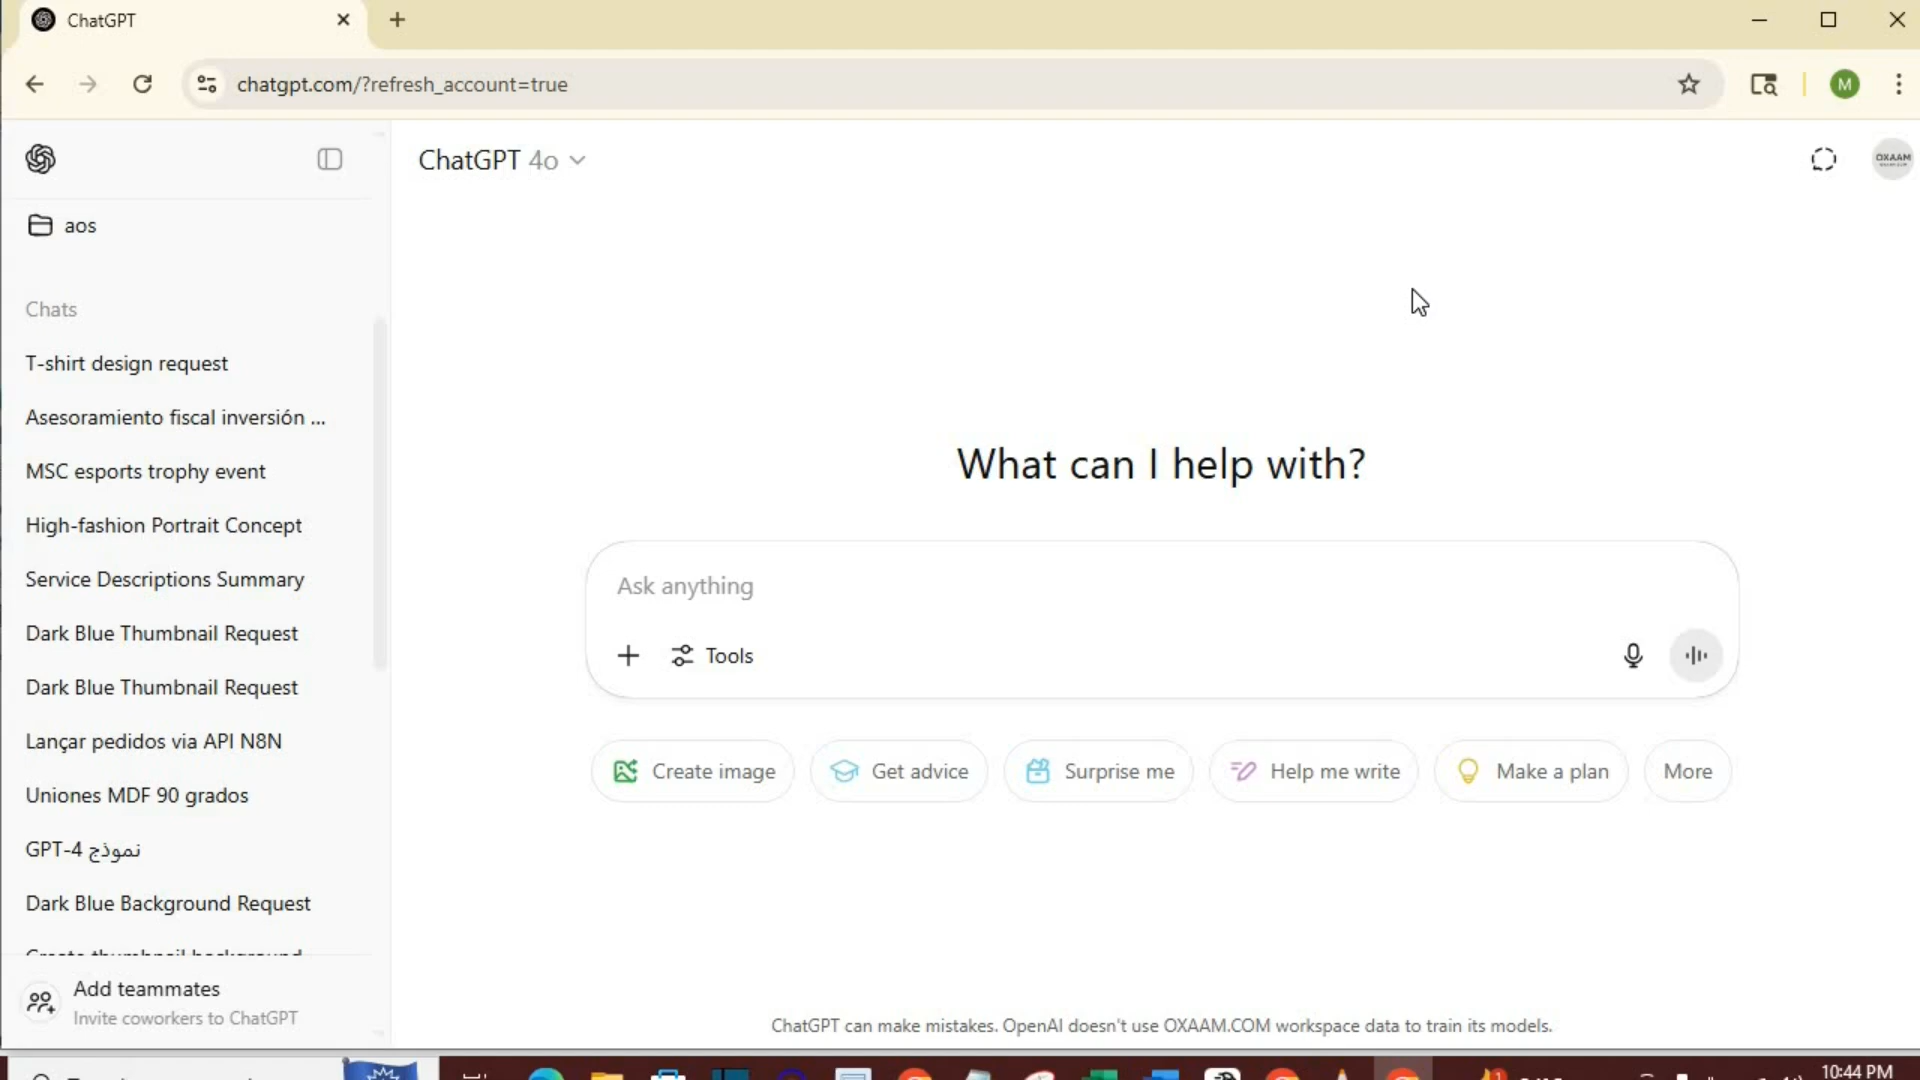 ChatGPT
chatgpt.com/?refresh_account=true
M
ChatGPT 4o
OXAAM
aos
Chats
T-shirt design request
Asesoramiento fiscal inversión ...
MSC esports trophy event
High-fashion Portrait Concept
Service Descriptions Summary
Dark Blue Thumbnail Request
Dark Blue Thumbnail Request
Lançar pedidos via API N8N
Uniones MDF 90 grados
نموذج GPT-4
Dark Blue Background Request
Create thumbnail background
Add teammates
Invite coworkers to ChatGPT
What can I help with?
Ask anything
Tools
Create image
Get advice
Surprise me
Help me write
Make a plan
More
ChatGPT can make mistakes. OpenAI doesn't use OXAAM.COM workspace data to train its models.
10:44 PM